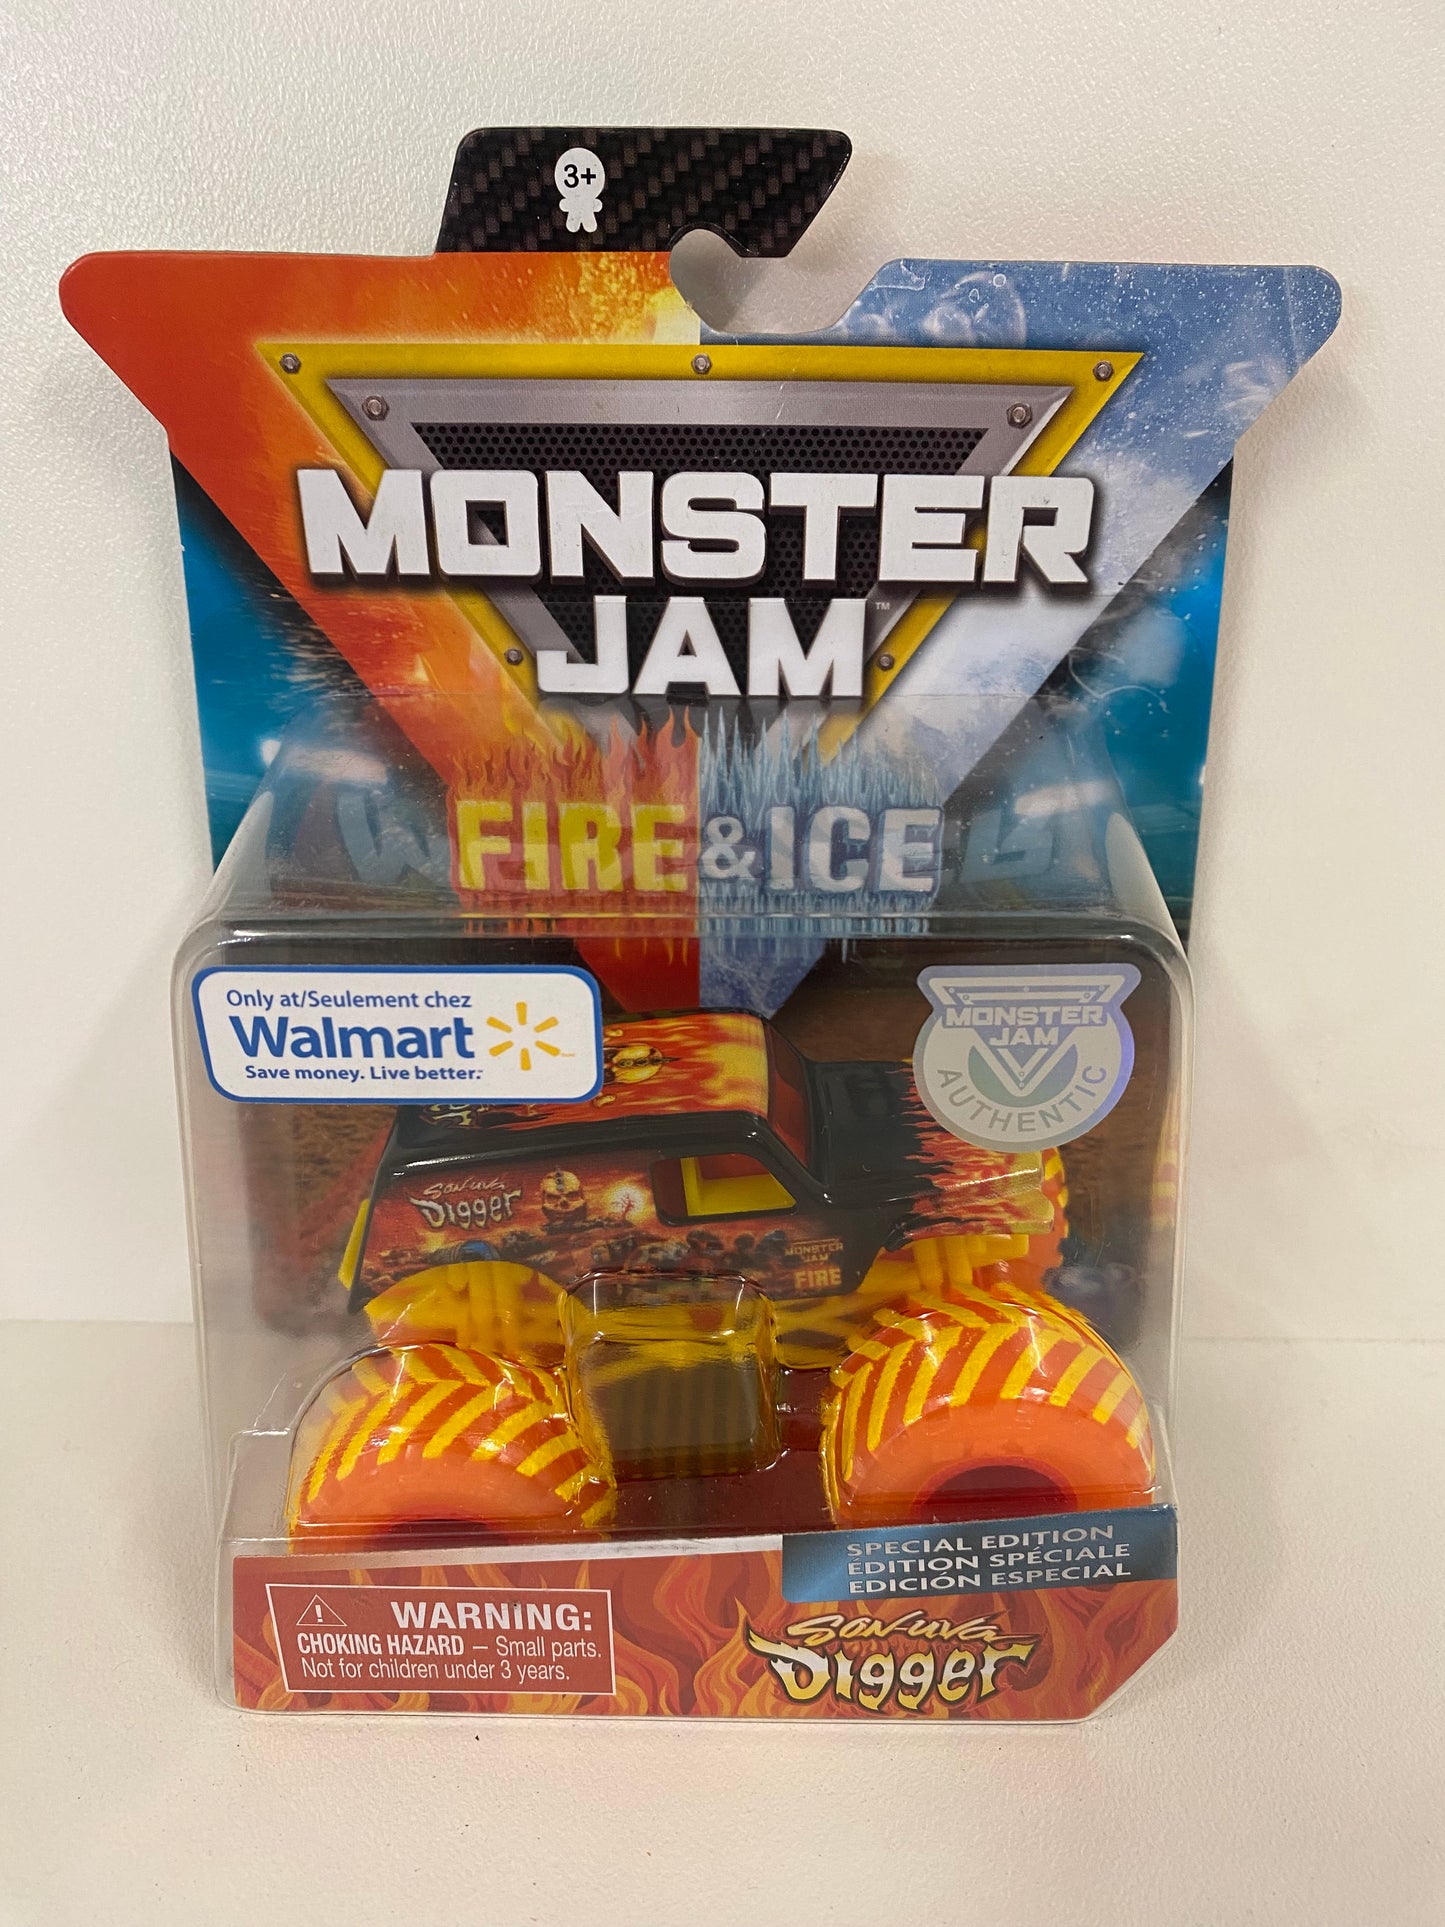 3+
MONSTER
JAM™
FIRE & ICE
Only at/Seulement chez
Walmart
Save money. Live better.
MONSTER
JAM
AUTHENTIC
SON-UVA
DIGGER
MONSTER
JAM
FIRE
SPECIAL EDITION
ÉDITION SPÉCIALE
EDICIÓN ESPECIAL
WARNING:
CHOKING HAZARD – Small parts.
Not for children under 3 years.
SON-UVA
DIGGER